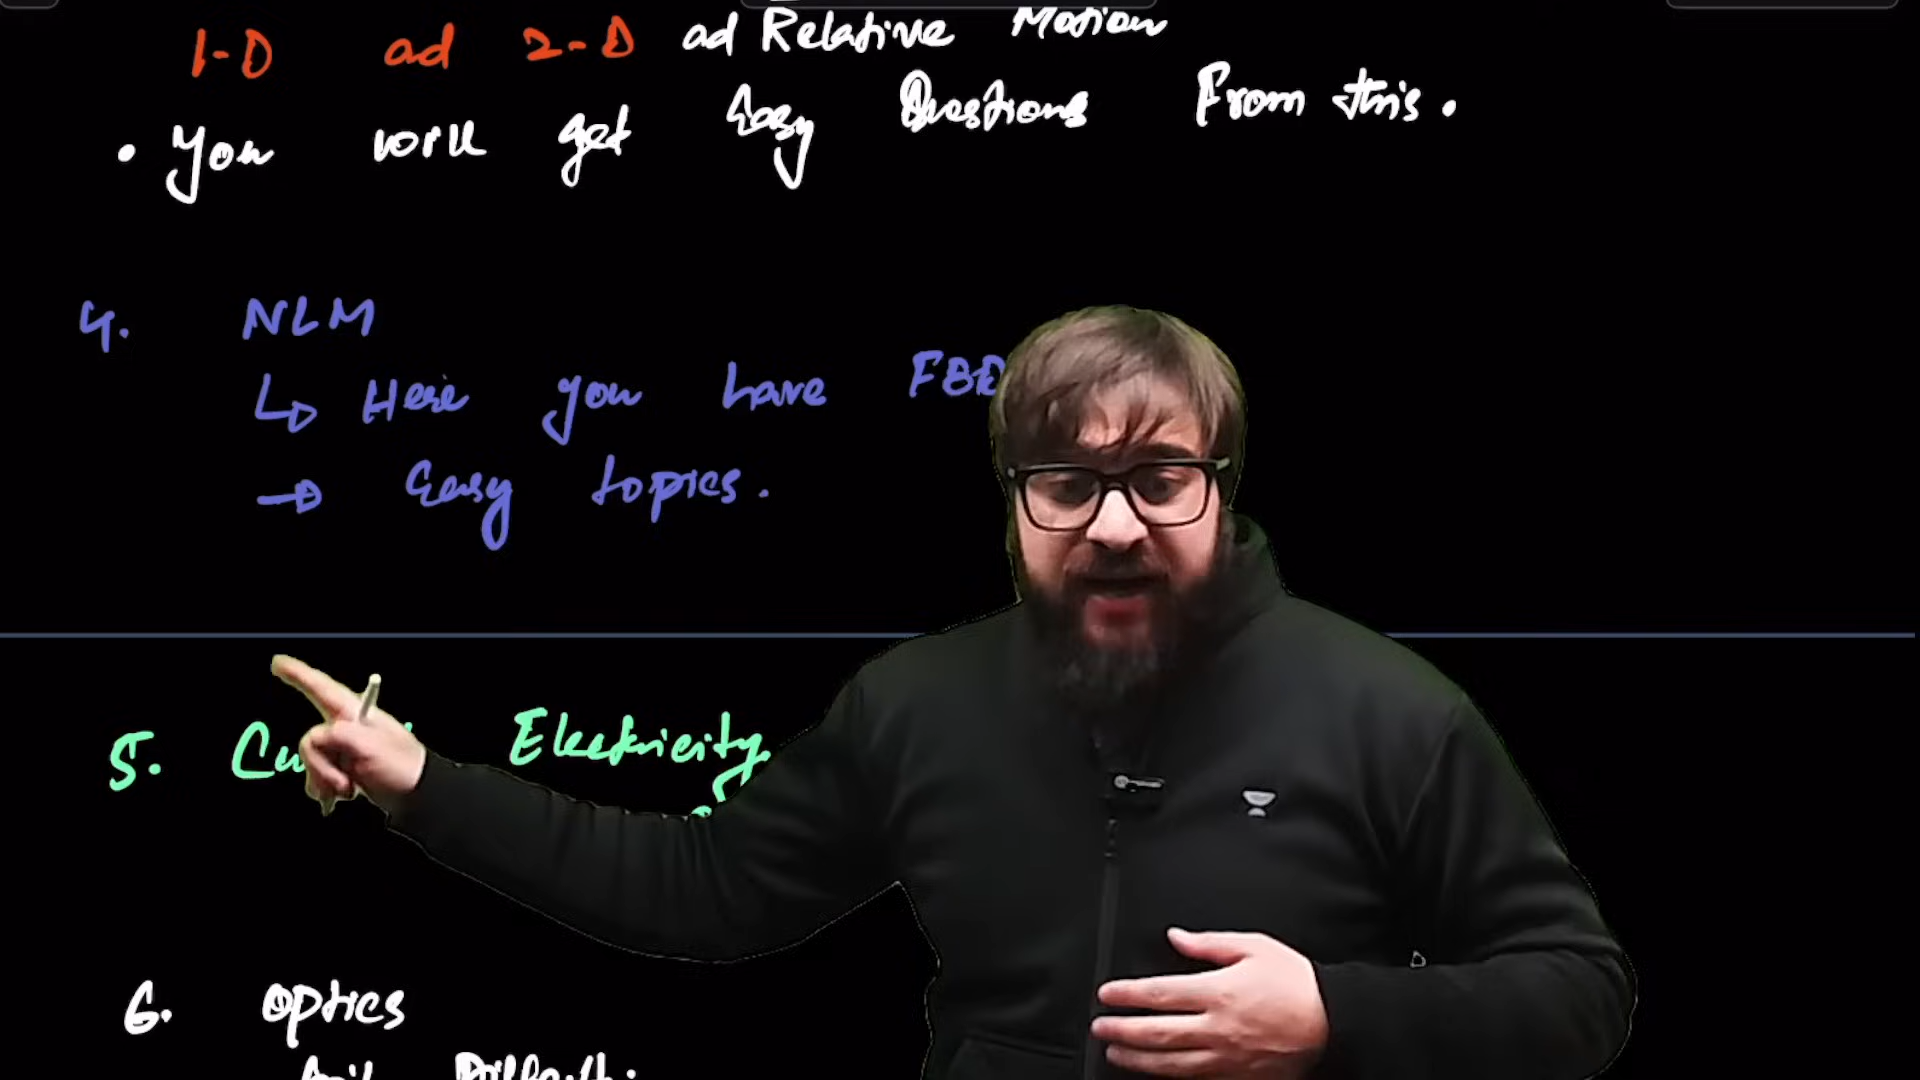 1-D ad 2-D ad Relative Motion
• You will get Easy Questions From this.
4. NLM
↳ Here you have FBD
→ Easy topics.
5. Electricity
6. Optics